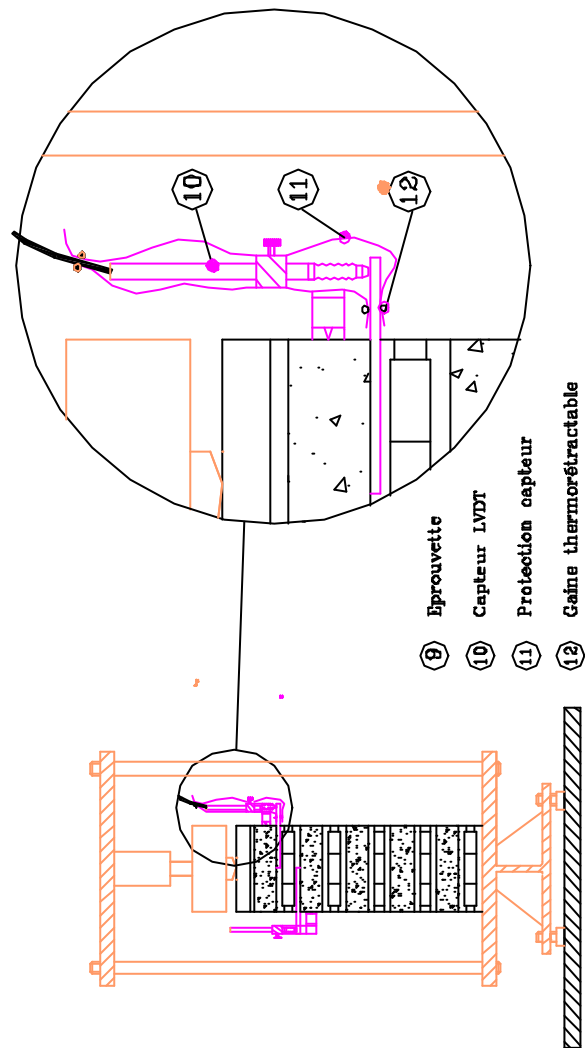 10
11
12
9 Eprouvette
10 Capteur LVDT
11 Protection capteur
12 Gaine thermorétractable